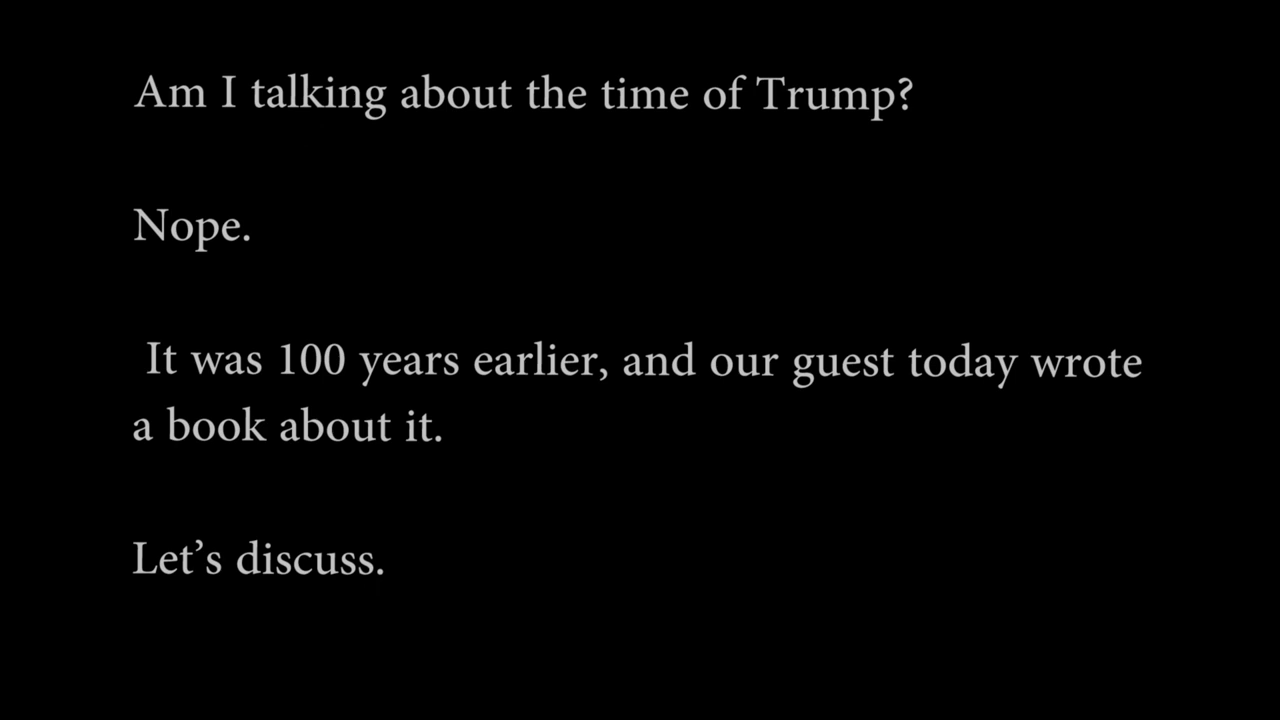 Am I talking about the time of Trump?
Nope.
It was 100 years earlier, and our guest today wrote
a book about it.
Let’s discuss.